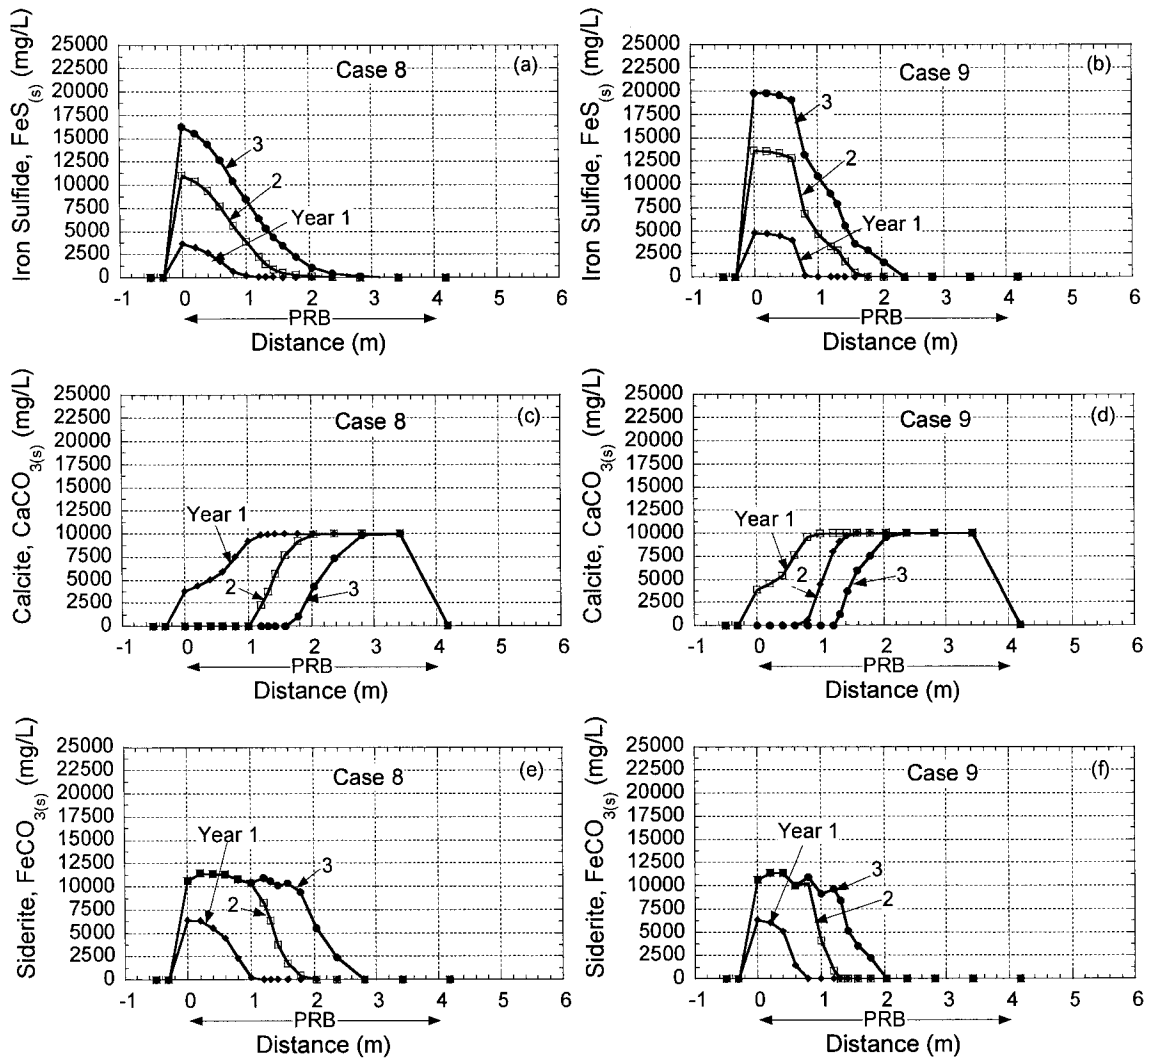 Iron Sulfide, FeS(s) (mg/L)
25000
22500
20000
17500
15000
12500
10000
7500
5000
2500
0
Case 8
(a)
3
2
Year 1
-1 0 1 2 3 4 5 6
PRB
Distance (m)
Iron Sulfide, FeS(s) (mg/L)
25000
22500
20000
17500
15000
12500
10000
7500
5000
2500
0
Case 9
(b)
3
2
Year 1
-1 0 1 2 3 4 5 6
PRB
Distance (m)
Calcite, CaCO3(s) (mg/L)
25000
22500
20000
17500
15000
12500
10000
7500
5000
2500
0
Case 8
(c)
Year 1
2
3
-1 0 1 2 3 4 5 6
PRB
Distance (m)
Calcite, CaCO3(s) (mg/L)
25000
22500
20000
17500
15000
12500
10000
7500
5000
2500
0
Case 9
(d)
Year 1
2
3
-1 0 1 2 3 4 5 6
PRB
Distance (m)
Siderite, FeCO3(s) (mg/L)
25000
22500
20000
17500
15000
12500
10000
7500
5000
2500
0
Case 8
(e)
Year 1
3
2
-1 0 1 2 3 4 5 6
PRB
Distance (m)
Siderite, FeCO3(s) (mg/L)
25000
22500
20000
17500
15000
12500
10000
7500
5000
2500
0
Case 9
(f)
Year 1
3
2
-1 0 1 2 3 4 5 6
PRB
Distance (m)